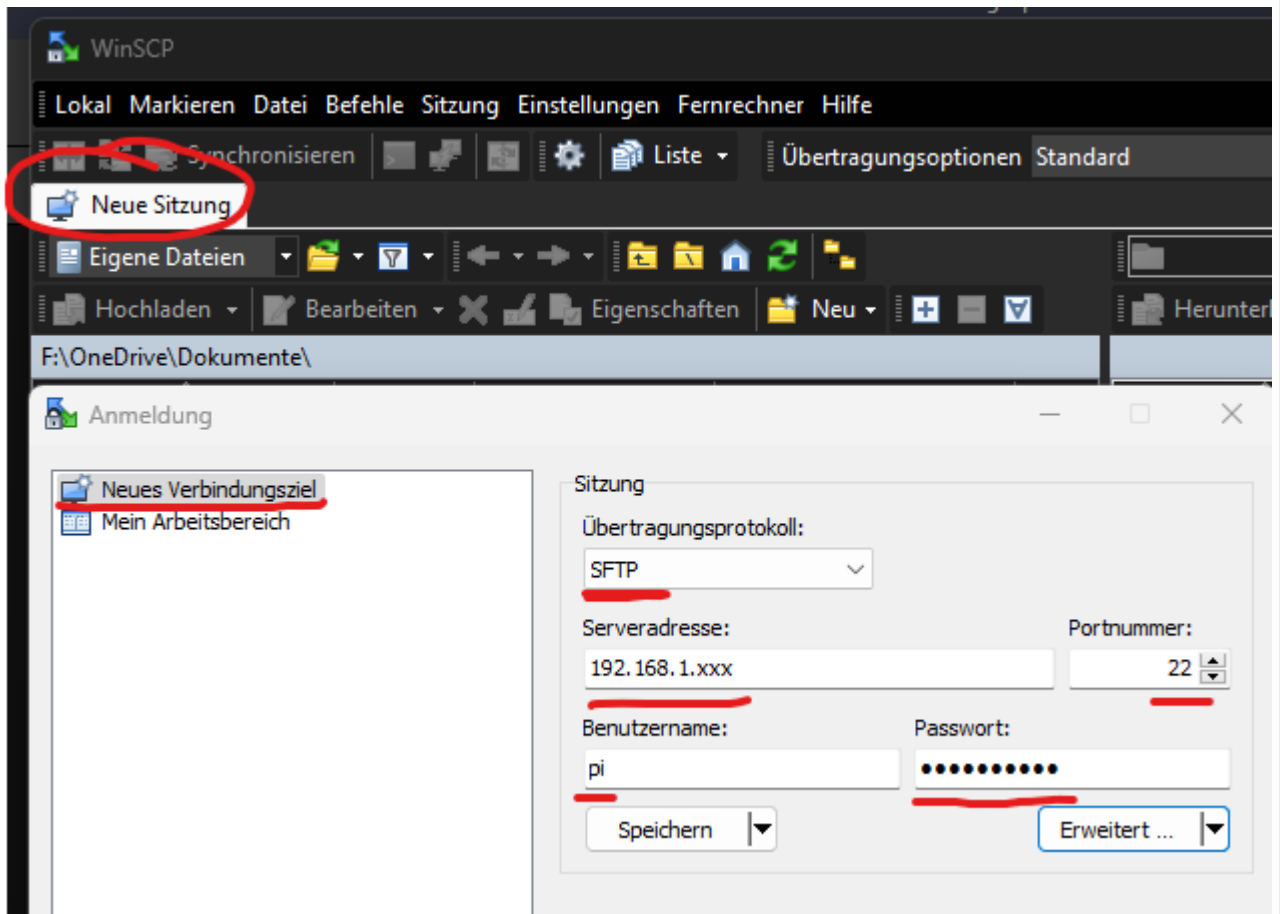 WinSCP
Lokal Markieren Datei Befehle Sitzung Einstellungen Fernrechner Hilfe
Synchronisieren Liste Übertragungsoptionen Standard
Neue Sitzung
Eigene Dateien
Hochladen Bearbeiten Eigenschaften Neu
F:\OneDrive\Dokumente\
Anmeldung
Neues Verbindungsziel
Mein Arbeitsbereich
Sitzung
Übertragungsprotokoll:
SFTP
Serveradresse: Portnummer:
192.168.1.xxx 22
Benutzername: Passwort:
pi ••••••••••
Speichern Erweitert ...